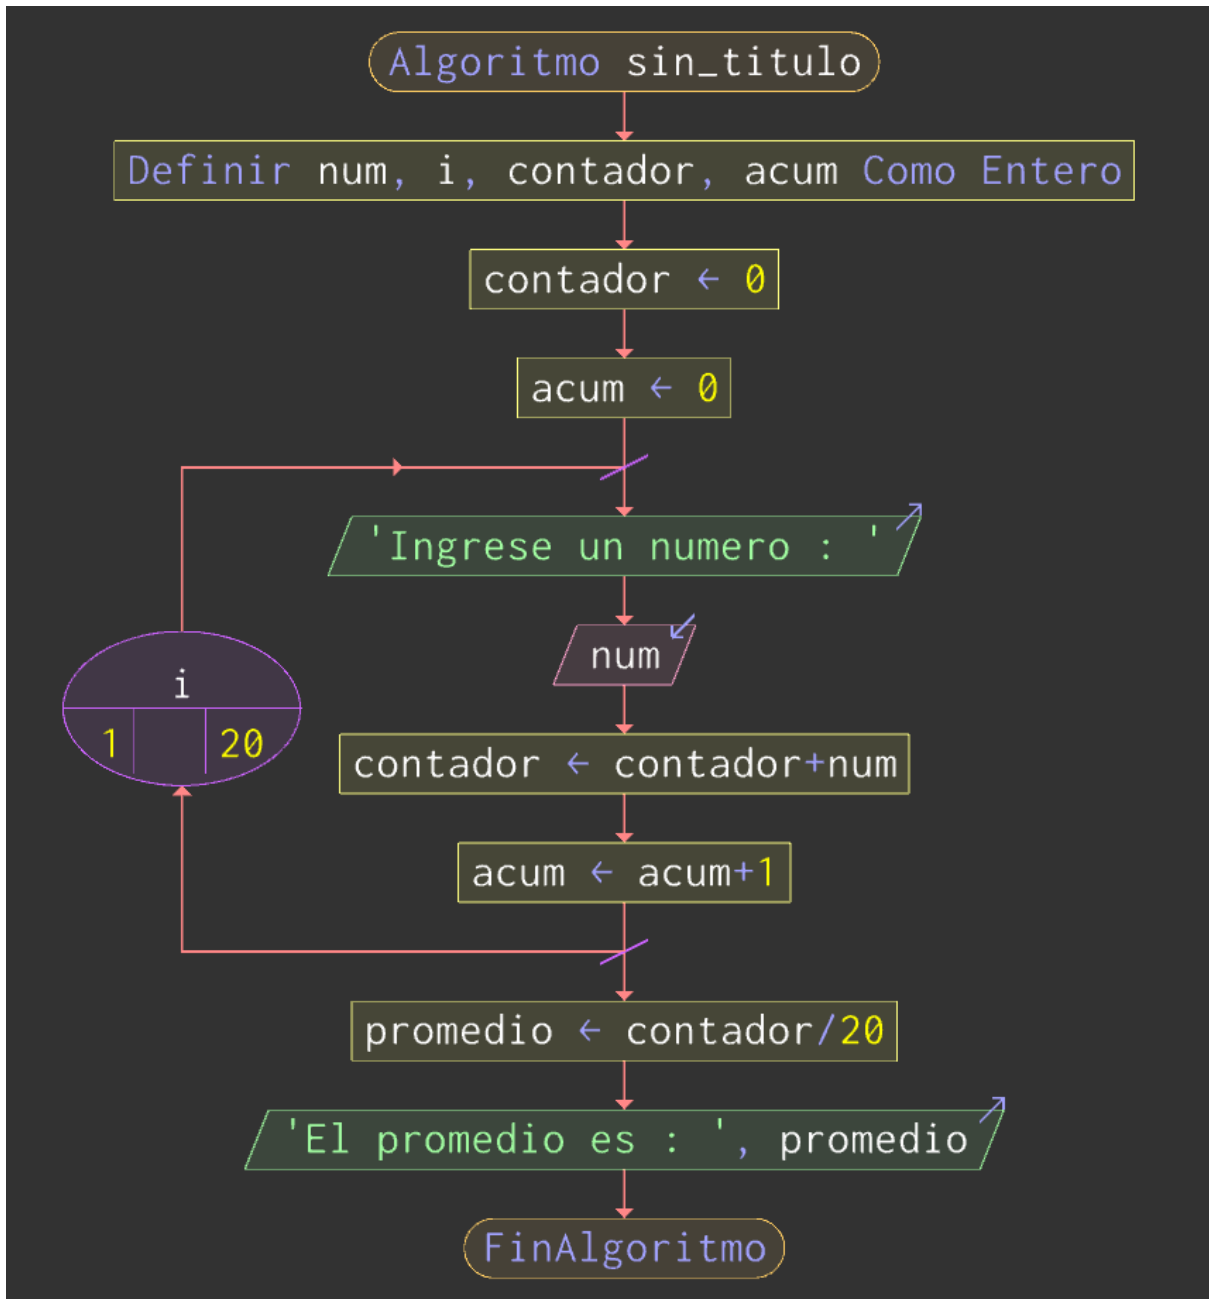 Algoritmo sin_titulo
Definir num, i, contador, acum Como Entero
contador ← 0
acum ← 0
'Ingrese un numero : '
num
i
1 20
contador ← contador+num
acum ← acum+1
promedio ← contador/20
'El promedio es : ', promedio
FinAlgoritmo